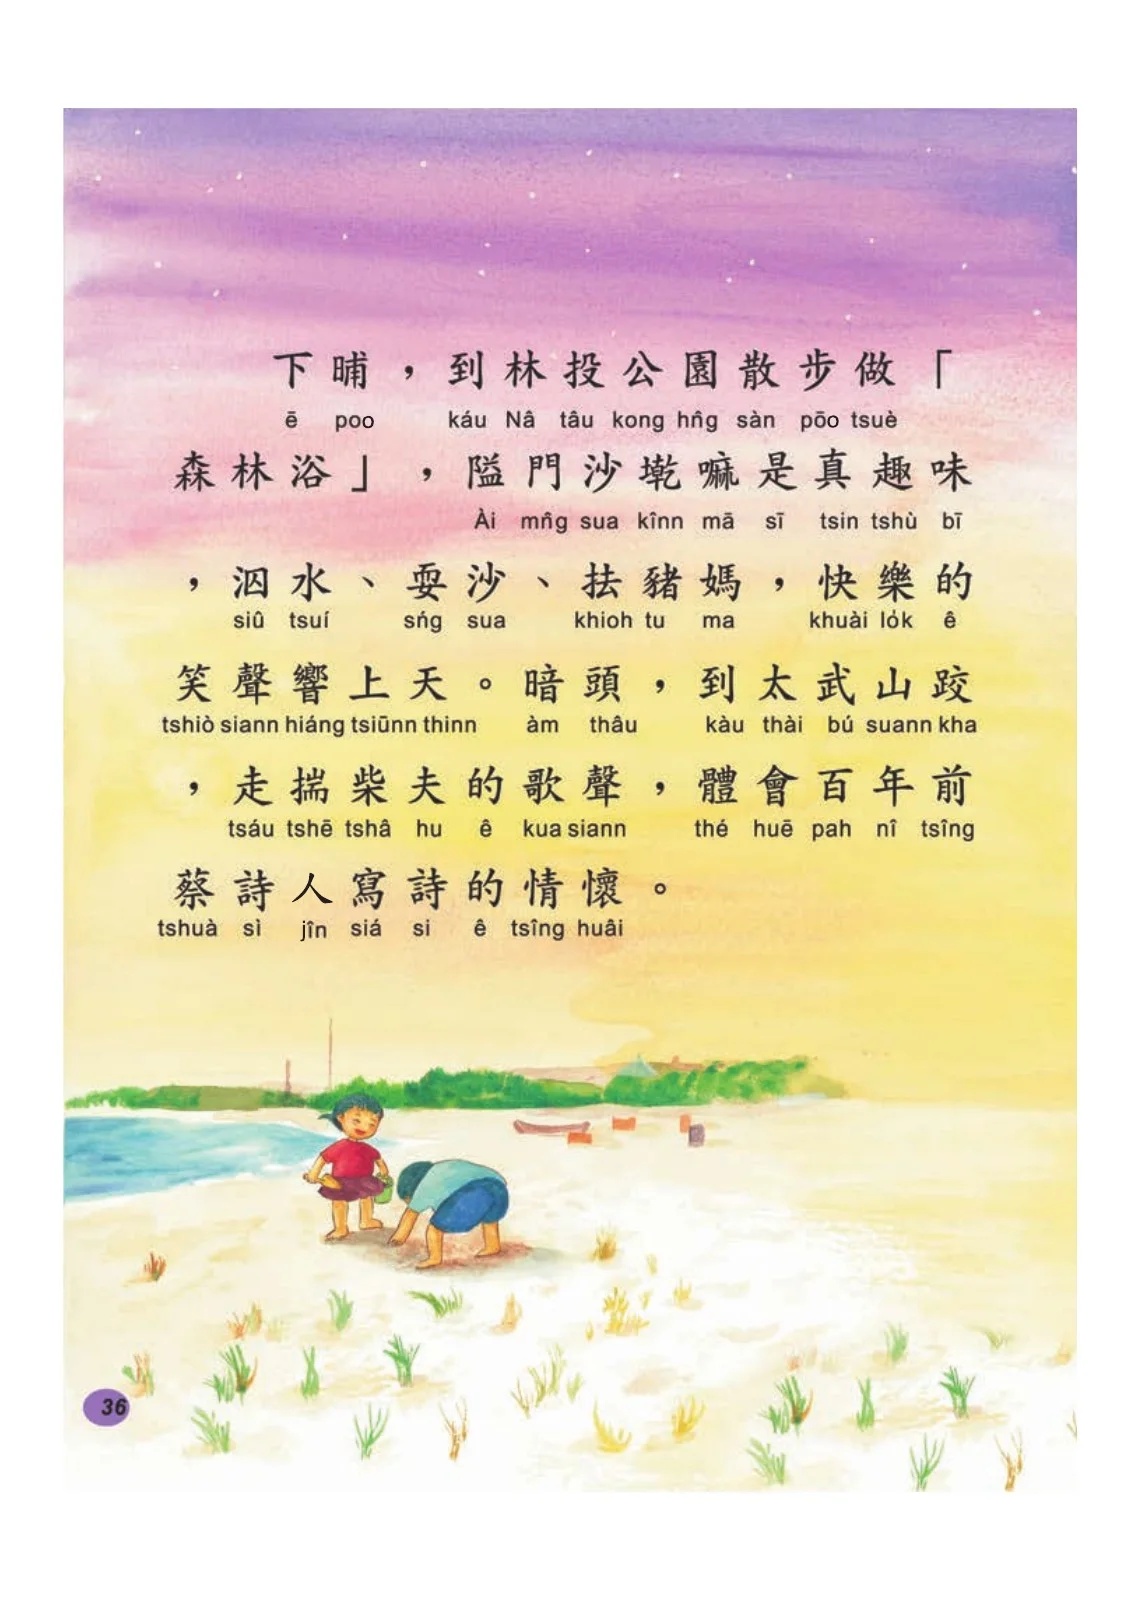 下晡，到林投公園散步做「
ē poo káu Nâ tâu kong hn̂g sàn pōo tsuè
森林浴」，隘門沙墘嘛是真趣味
Ài mn̂g sua kînn mā sī tsin tshù bī
，泅水、耍沙、抾豬媽，快樂的
siû tsuí sńg sua khioh tu ma khuài lo̍k ê
笑聲響上天。暗頭，到太武山跤
tshiò siann hiáng tsiūnn thinn àm thâu kàu thài bú suann kha
，走揣柴夫的歌聲，體會百年前
tsáu tshē tshâ hu ê kua siann thé huē pah nî tsîng
蔡詩人寫詩的情懷。
tshuà sì jîn siá si ê tsîng huâi
36